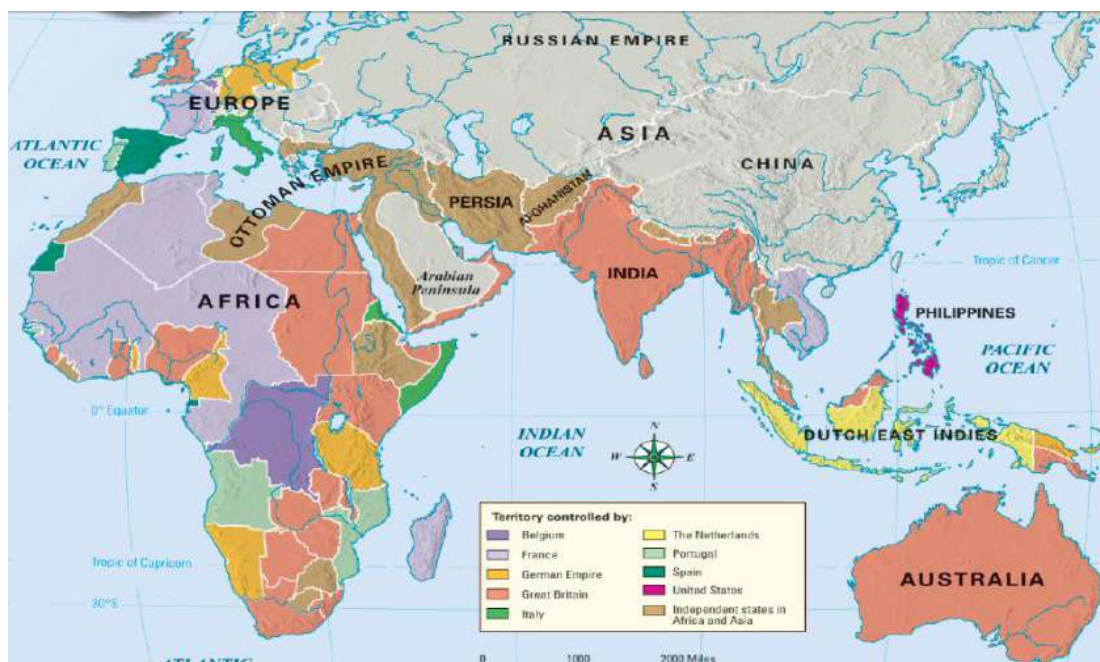 RUSSIAN EMPIRE
EUROPE
ASIA
ATLANTIC
OCEAN
CHINA
OTTOMAN EMPIRE
PERSIA
AFGHANISTAN
Arabian
Peninsula
INDIA
Tropic of Cancer
AFRICA
PHILIPPINES
PACIFIC
OCEAN
0° Equator
INDIAN
OCEAN
N
W E
S
DUTCH EAST INDIES
Territory controlled by:
Belgium
France
German Empire
Great Britain
Italy
The Netherlands
Portugal
Spain
United States
Independent states in
Africa and Asia
Tropic of Capricorn
AUSTRALIA
30°S
ATLANTIC
0 1000 2000 Miles